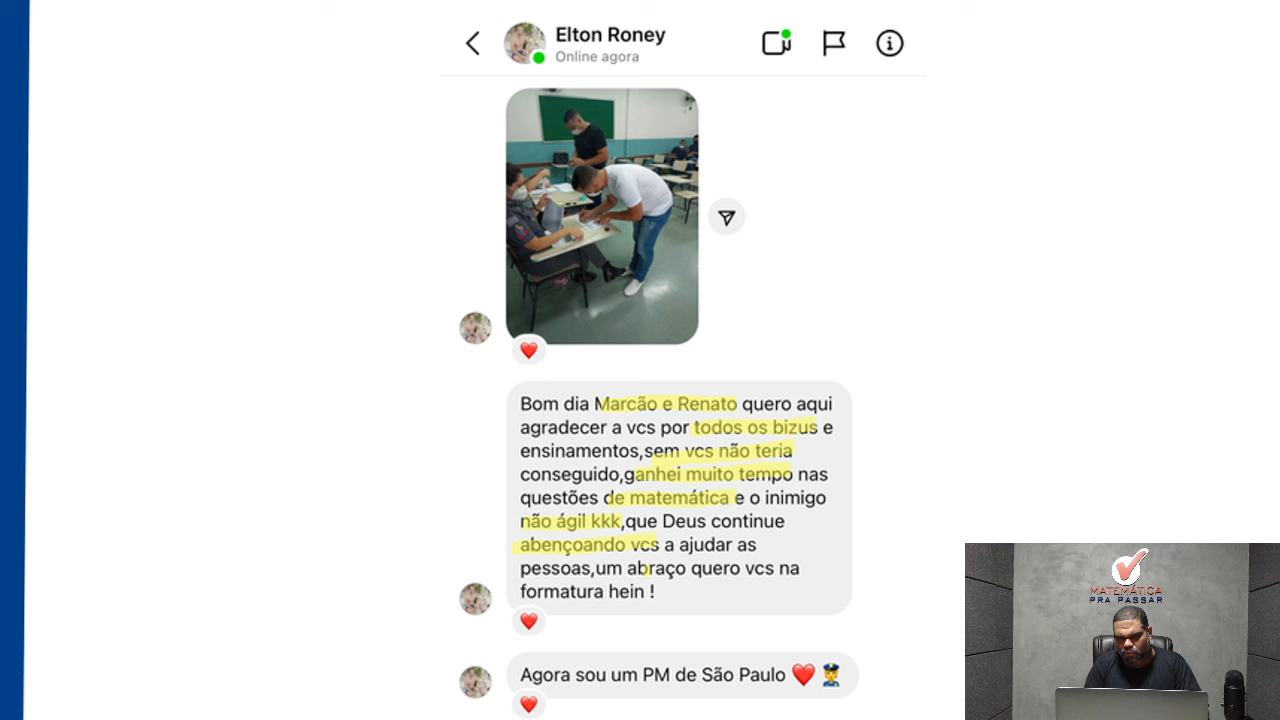 Elton Roney
Online agora
Bom dia Marcão e Renato quero aqui
agradecer a vcs por todos os bizus e
ensinamentos,sem vcs não teria
conseguido,ganhei muito tempo nas
questões de matemática e o inimigo
não ágil kkk,que Deus continue
abençoando vcs a ajudar as
pessoas,um abraço quero vcs na
formatura hein !
Agora sou um PM de São Paulo ❤️👮
MATEMÁTICA
PRA PASSAR